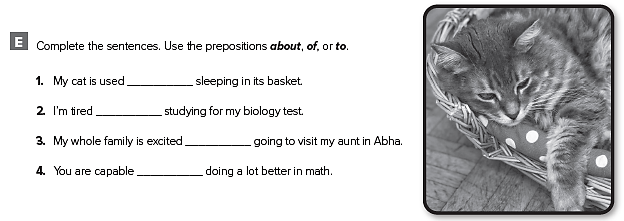 E Complete the sentences. Use the prepositions about, of, or to.
1. My cat is used __________ sleeping in its basket.
2. I'm tired __________ studying for my biology test.
3. My whole family is excited __________ going to visit my aunt in Abha.
4. You are capable __________ doing a lot better in math.